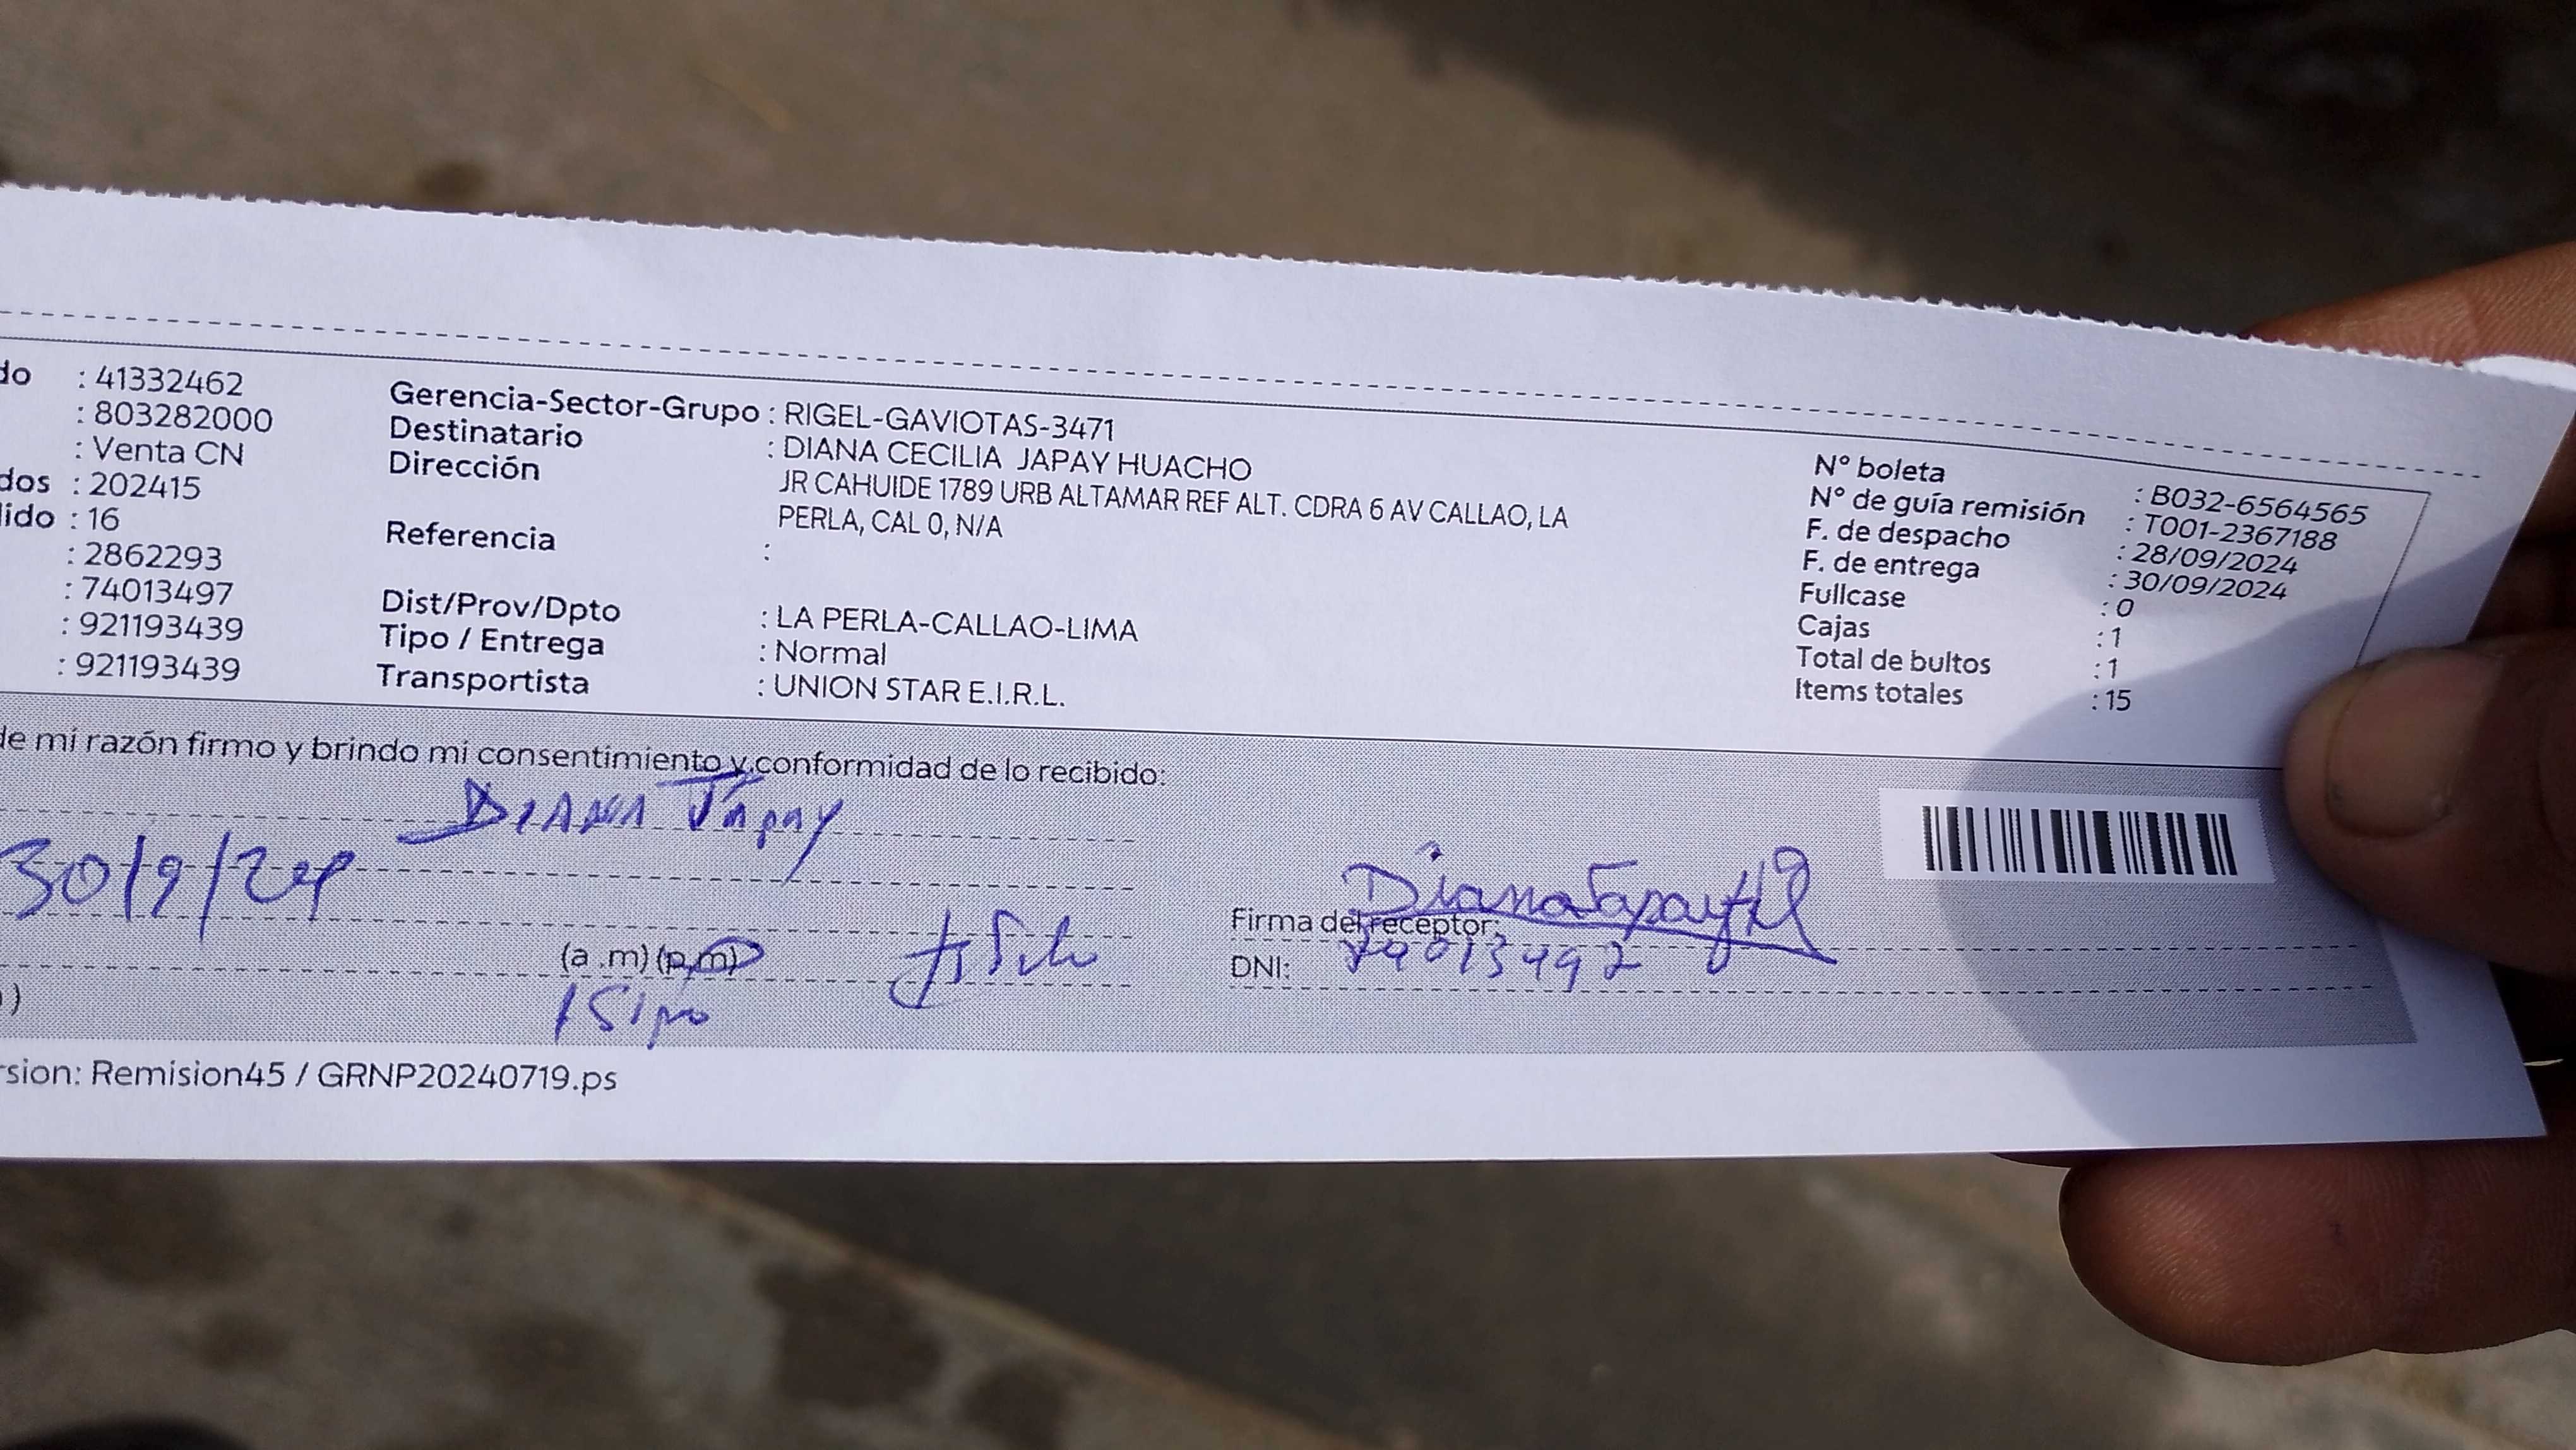 do : 41332462
: 803282000
: Venta CN
dos : 202415
lido : 16
: 2862293
: 74013497
: 921193439
: 921193439
Gerencia-Sector-Grupo : RIGEL-GAVIOTAS-3471
Destinatario : DIANA CECILIA JAPAY HUACHO
Dirección JR CAHUIDE 1789 URB ALTAMAR REF ALT. CDRA 6 AV CALLAO, LA
PERLA, CAL 0, N/A
Referencia :
Dist/Prov/Dpto : LA PERLA-CALLAO-LIMA
Tipo / Entrega : Normal
Transportista : UNION STAR E.I.R.L.
N° boleta : B032-6564565
N° de guía remisión : T001-2367188
F. de despacho : 28/09/2024
F. de entrega : 30/09/2024
Fullcase : 0
Cajas : 1
Total de bultos : 1
Items totales : 15
de mi razón firmo y brindo mi consentimiento y conformidad de lo recibido:
DIANA Japay
30/9/24
(a .m) (p.m)
)
Diana Japay H
Firma del receptor:
DNI:
rsion: Remision45 / GRNP20240719.ps